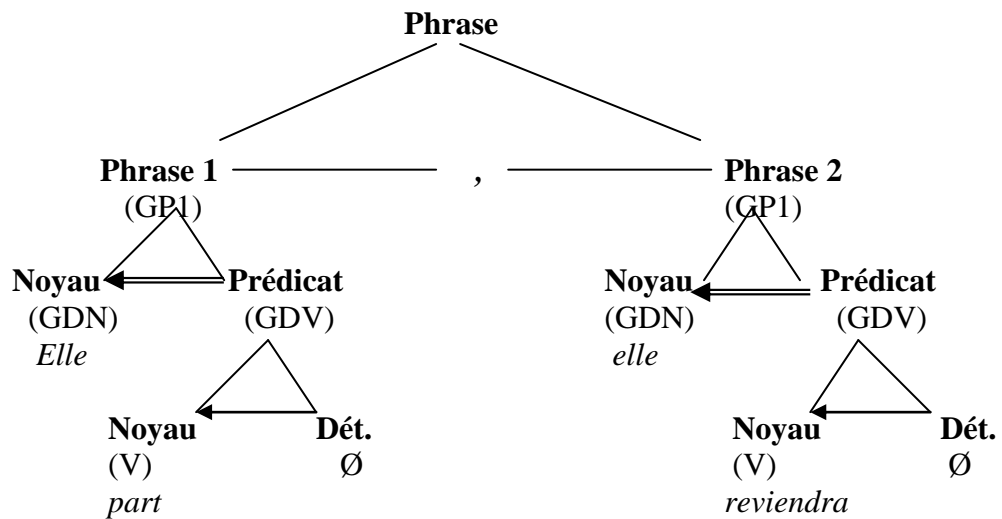 Phrase
Phrase 1 , Phrase 2
(GP1) (GP1)
Noyau Prédicat Noyau Prédicat
(GDN) (GDV) (GDN) (GDV)
Elle elle
Noyau Dét. Noyau Dét.
(V) Ø (V) Ø
part reviendra